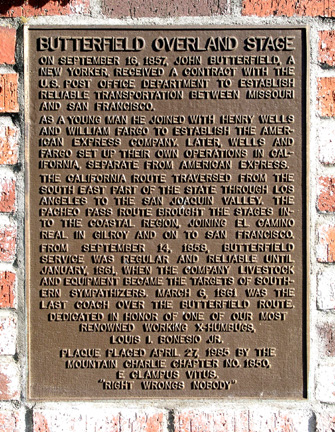 BUTTERFIELD OVERLAND STAGE
ON SEPTEMBER 16, 1857, JOHN BUTTERFIELD, A
NEW YORKER, RECEIVED A CONTRACT WITH THE
U.S. POST OFFICE DEPARTMENT TO ESTABLISH
RELIABLE TRANSPORTATION BETWEEN MISSOURI
AND SAN FRANCISCO.
AS A YOUNG MAN HE JOINED WITH HENRY WELLS
AND WILLIAM FARGO TO ESTABLISH THE AMER-
ICAN EXPRESS COMPANY. LATER, WELLS AND
FARGO SET UP THEIR OWN OPERATIONS IN CAL-
IFORNIA, SEPARATE FROM AMERICAN EXPRESS.
THE CALIFORNIA ROUTE TRAVERSED FROM THE
SOUTH EAST PART OF THE STATE THROUGH LOS
ANGELES TO THE SAN JOAQUIN VALLEY. THE
PACHEO PASS ROUTE BROUGHT THE STAGES IN-
TO THE COASTAL REGION, JOINING EL CAMINO
REAL IN GILROY AND ON TO SAN FRANCISCO.
FROM SEPTEMBER 14, 1858, BUTTERFIELD
SERVICE WAS REGULAR AND RELIABLE UNTIL
JANUARY, 1861, WHEN THE COMPANY LIVESTOCK
AND EQUIPMENT BECAME THE TARGETS OF SOUTH-
ERN SYMPATHIZERS. MARCH 6, 1861 WAS THE
LAST COACH OVER THE BUTTERFIELD ROUTE.
DEDICATED IN HONOR OF ONE OF OUR MOST
RENOWNED WORKING X-HUMBUGS,
LOUIS I. BONESIO JR.
PLAQUE PLACED APRIL 27, 1985 BY THE
MOUNTAIN CHARLIE CHAPTER NO. 1850,
E CLAMPUS VITUS,
"RIGHT WRONGS NOBODY"